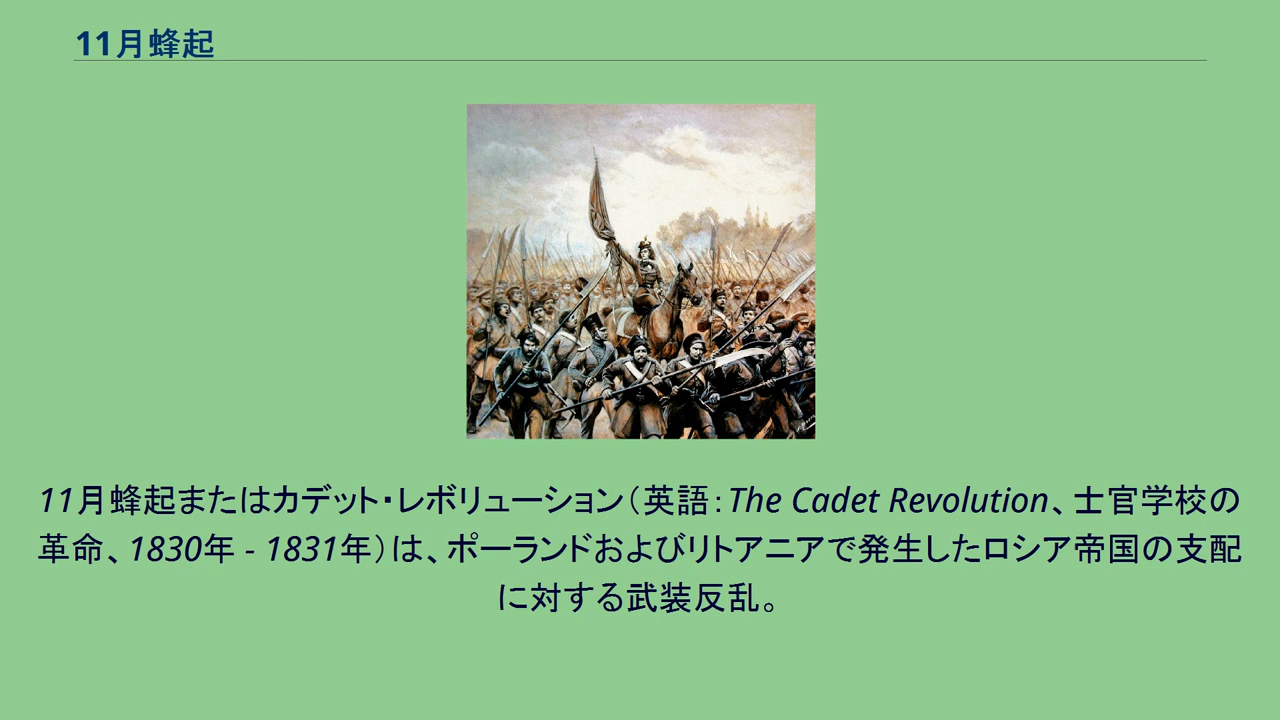 11月蜂起
11月蜂起またはカデット・レボリューション（英語：The Cadet Revolution、士官学校の
革命、1830年 - 1831年）は、ポーランドおよびリトアニアで発生したロシア帝国の支配
に対する武装反乱。